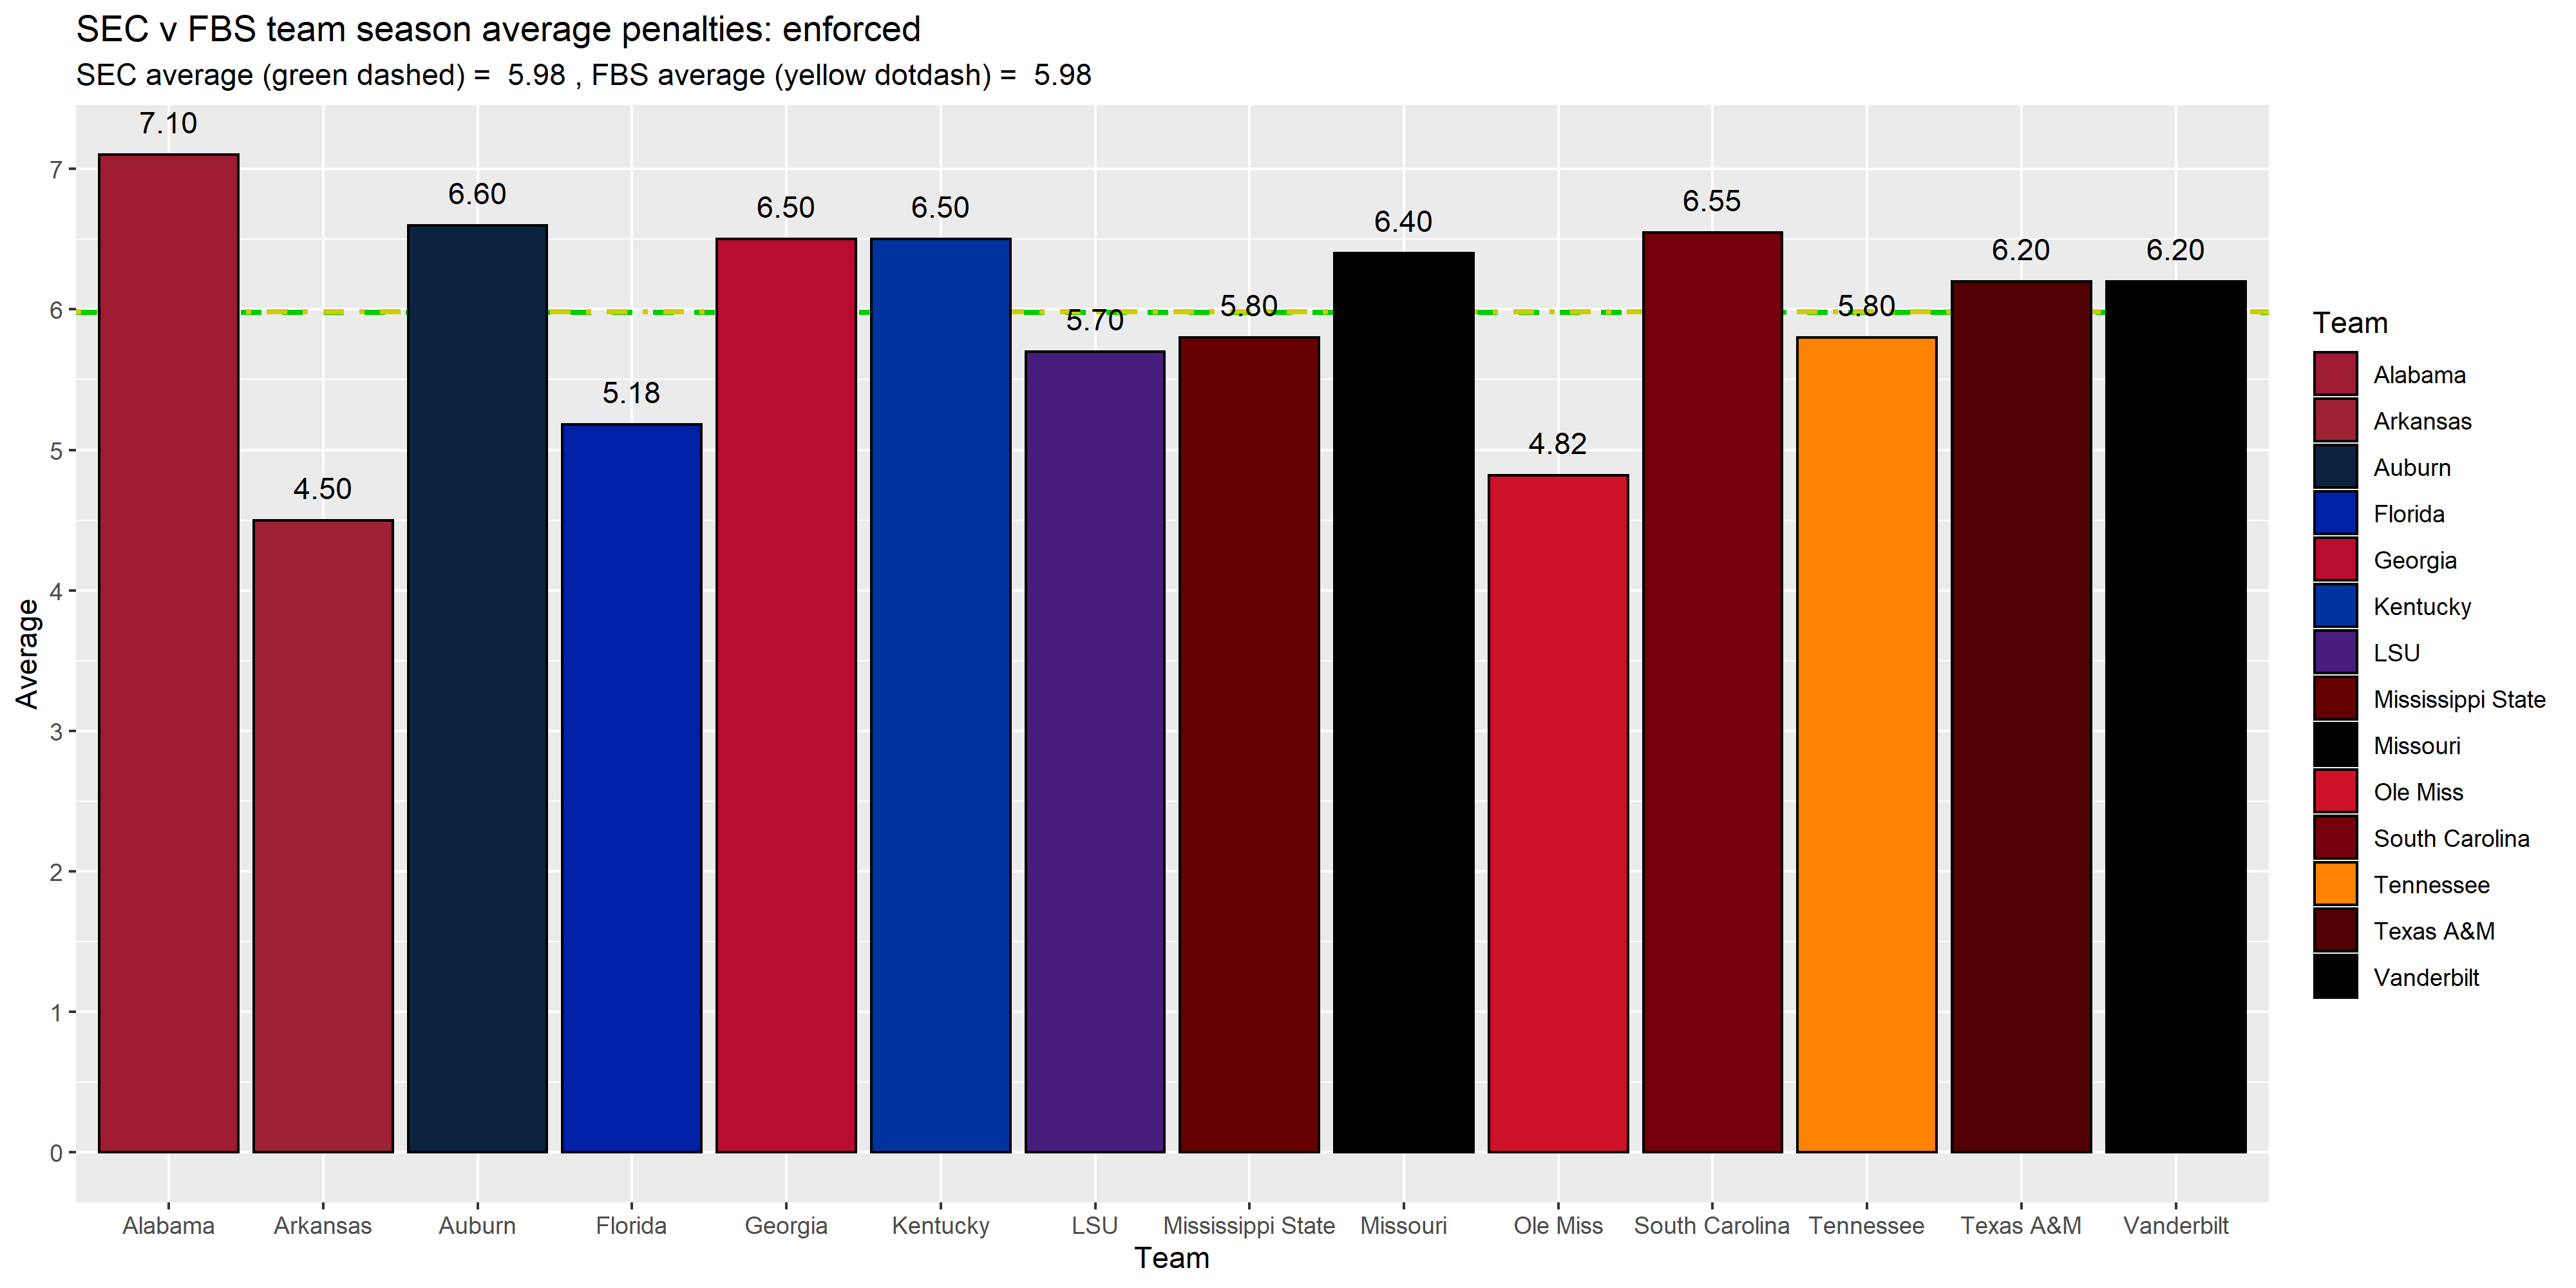 SEC v FBS team season average penalties: enforced
SEC average (green dashed) =  5.98 , FBS average (yellow dotdash) =  5.98
7.10
6.60
6.50
6.50
6.55
6.40
6.20
6.20
5.80
5.80
5.70
5.18
4.82
4.50
7
6
5
4
3
2
1
0
Average
Alabama Arkansas Auburn Florida Georgia Kentucky LSU Mississippi State Missouri Ole Miss South Carolina Tennessee Texas A&M Vanderbilt
Team
Team
Alabama
Arkansas
Auburn
Florida
Georgia
Kentucky
LSU
Mississippi State
Missouri
Ole Miss
South Carolina
Tennessee
Texas A&M
Vanderbilt